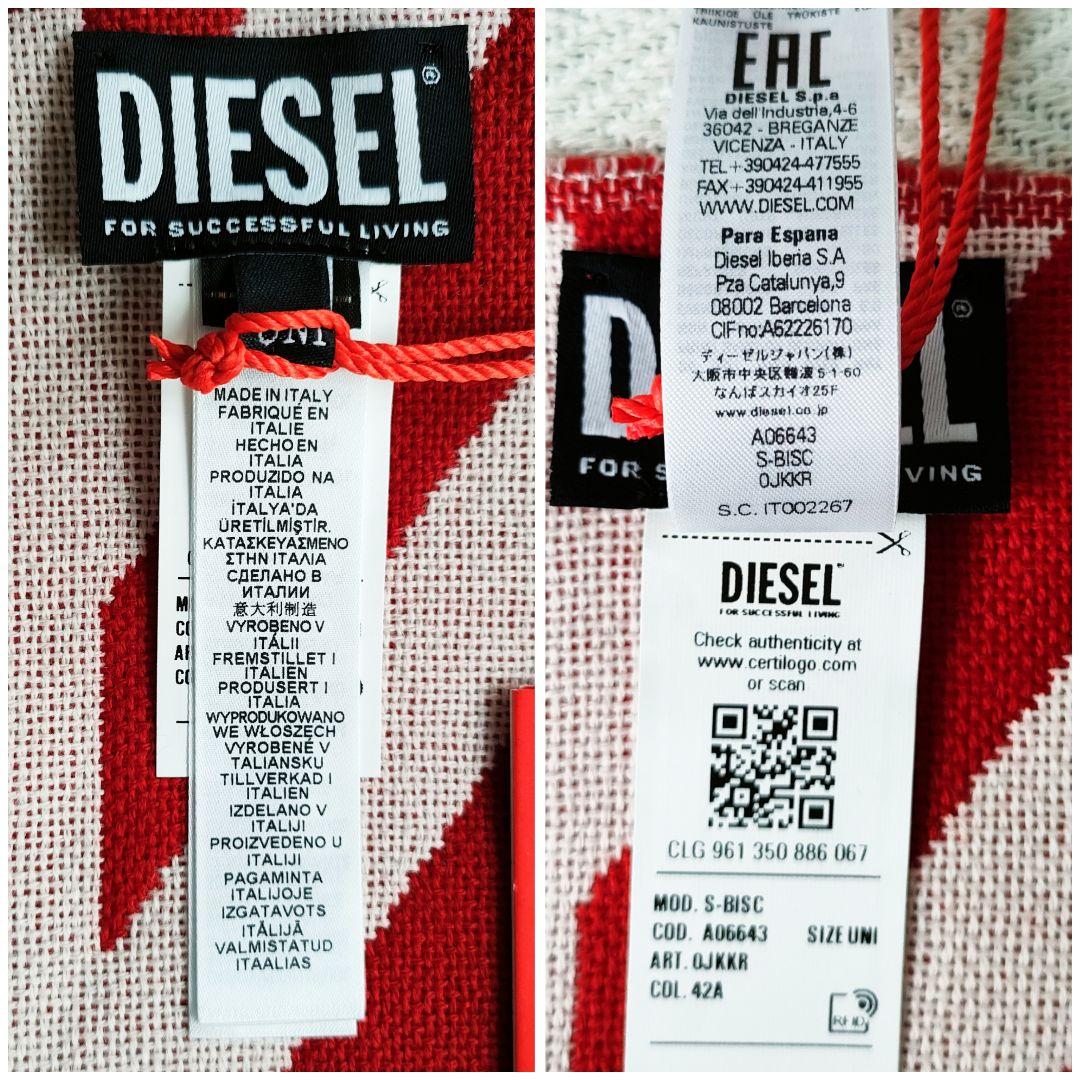 DIESEL®
FOR SUCCESSFUL LIVING
UNI
MADE IN ITALY
FABRIQUÉ EN
ITALIE
HECHO EN
ITALIA
PRODUZIDO NA
ITALIA
İTALYA'DA
ÜRETİLMİŞTİR.
ΚΑΤΑΣΚΕΥΑΣΜΕΝΟ
ΣΤΗΝ ΙΤΑΛΙΑ
СДЕЛАНО В
ИТАЛИИ
意大利制造
VYROBENO V
ITÁLII
FREMSTILLET I
ITALIEN
PRODUSERT I
ITALIA
WYPRODUKOWANO
WE WŁOSZECH
VYROBENÉ V
TALIANSKU
TILLVERKAD I
ITALIEN
IZDELANO V
ITALIJI
PROIZVEDENO U
ITALIJI
PAGAMINTA
ITALIJOJE
IZGATAVOTS
ITĀLIJĀ
VALMISTATUD
ITAALIAS
TRIIKIDE ÜLE TRÜKISTE
KAUNISTUSTE
EAC
DIESEL S.p.a
Via dell'Industria,4-6
36042 - BREGANZE
VICENZA - ITALY
TEL+390424-477555
FAX+390424-411955
WWW.DIESEL.COM
Para Espana
Diesel Iberia S.A
Pza Catalunya,9
08002 Barcelona
CIFno:A62226170
ディーゼルジャパン(株)
大阪市中央区難波5-1-60
なんばスカイオ25F
www.diesel.co.jp
A06643
S-BISC
0JKKR
S.C. IT002267
DIESEL™
FOR SUCCESSFUL LIVING
Check authenticity at
www.certilogo.com
or scan
CLG 961 350 886 067
MOD. S-BISC
COD. A06643 SIZE UNI
ART. 0JKKR
COL. 42A
RFID